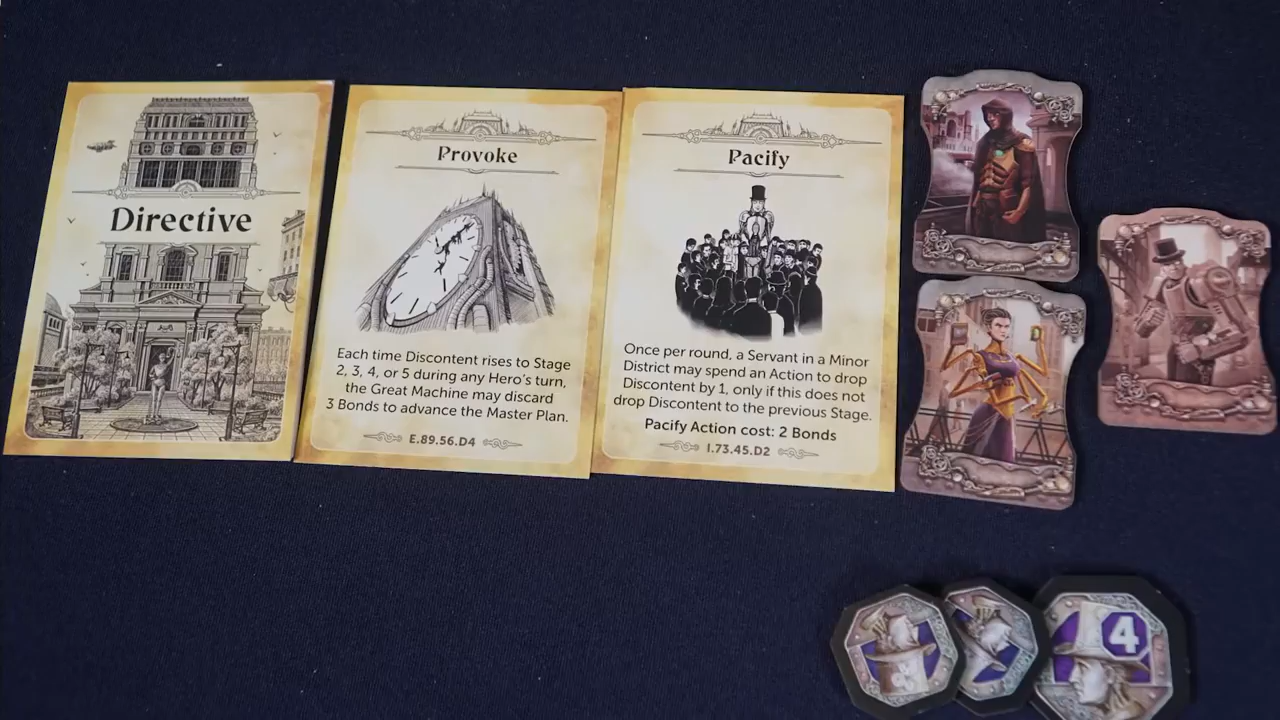 Directive
Provoke
Each time Discontent rises to Stage
2, 3, 4, or 5 during any Hero's turn,
the Great Machine may discard
3 Bonds to advance the Master Plan.
E.89.56.D4
Pacify
Once per round, a Servant in a Minor
District may spend an Action to drop
Discontent by 1, only if this does not
drop Discontent to the previous Stage.
Pacify Action cost: 2 Bonds
I.73.45.D2
4